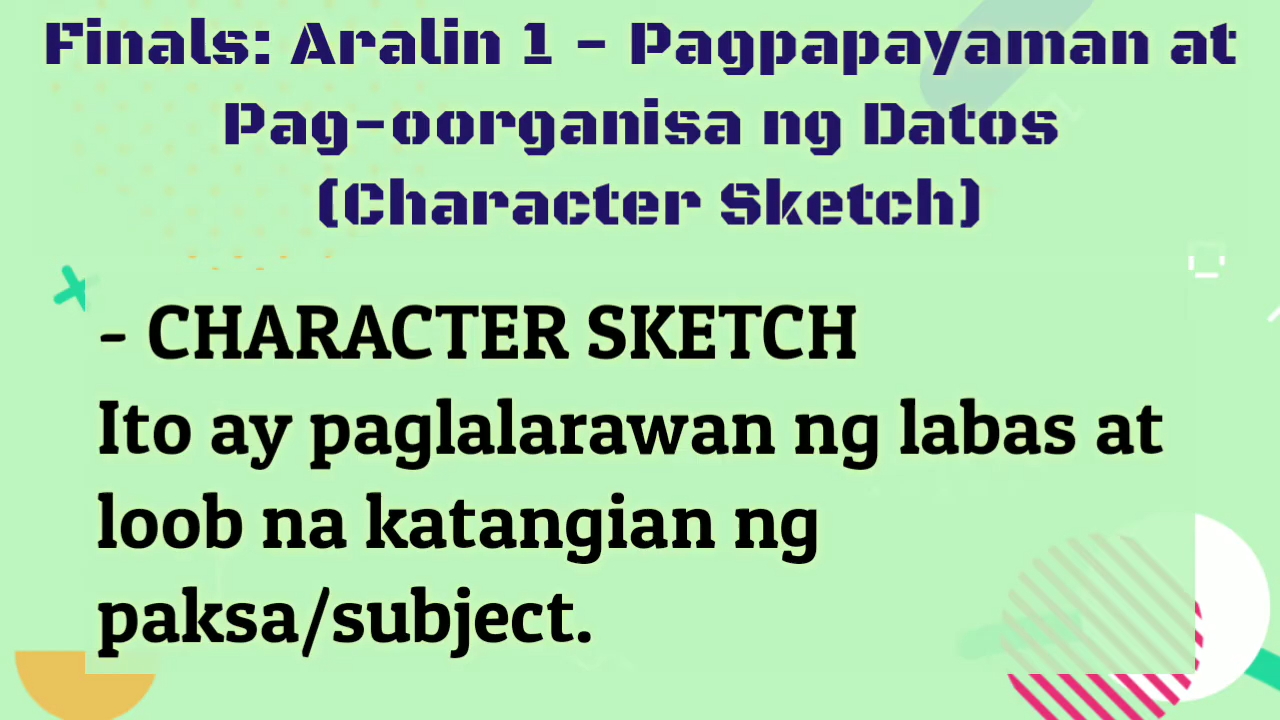 Finals: Aralin 1 - Pagpapayaman at
Pag-oorganisa ng Datos
(Character Sketch)
- CHARACTER SKETCH
Ito ay paglalarawan ng labas at
loob na katangian ng
paksa/subject.